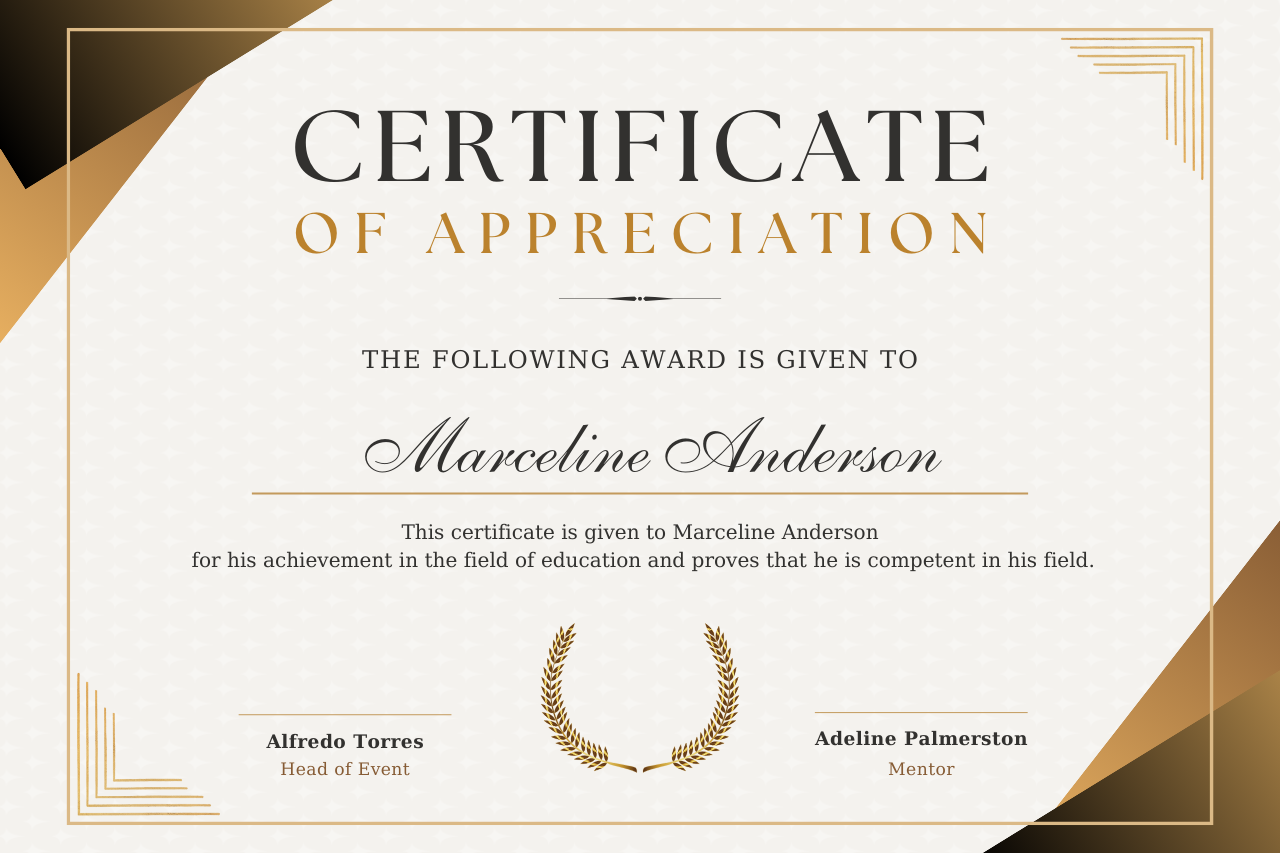 CERTIFICATE
OF APPRECIATION
THE FOLLOWING AWARD IS GIVEN TO
Marceline Anderson
This certificate is given to Marceline Anderson
for his achievement in the field of education and proves that he is competent in his field.
Alfredo Torres
Head of Event
Adeline Palmerston
Mentor